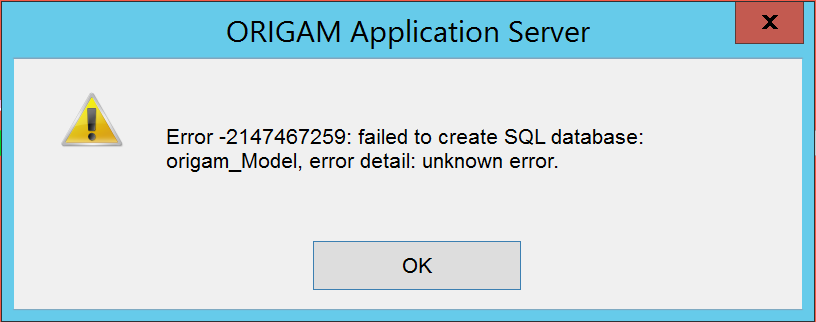 ORIGAM Application Server
x
Error -2147467259: failed to create SQL database:
origam_Model, error detail: unknown error.
OK